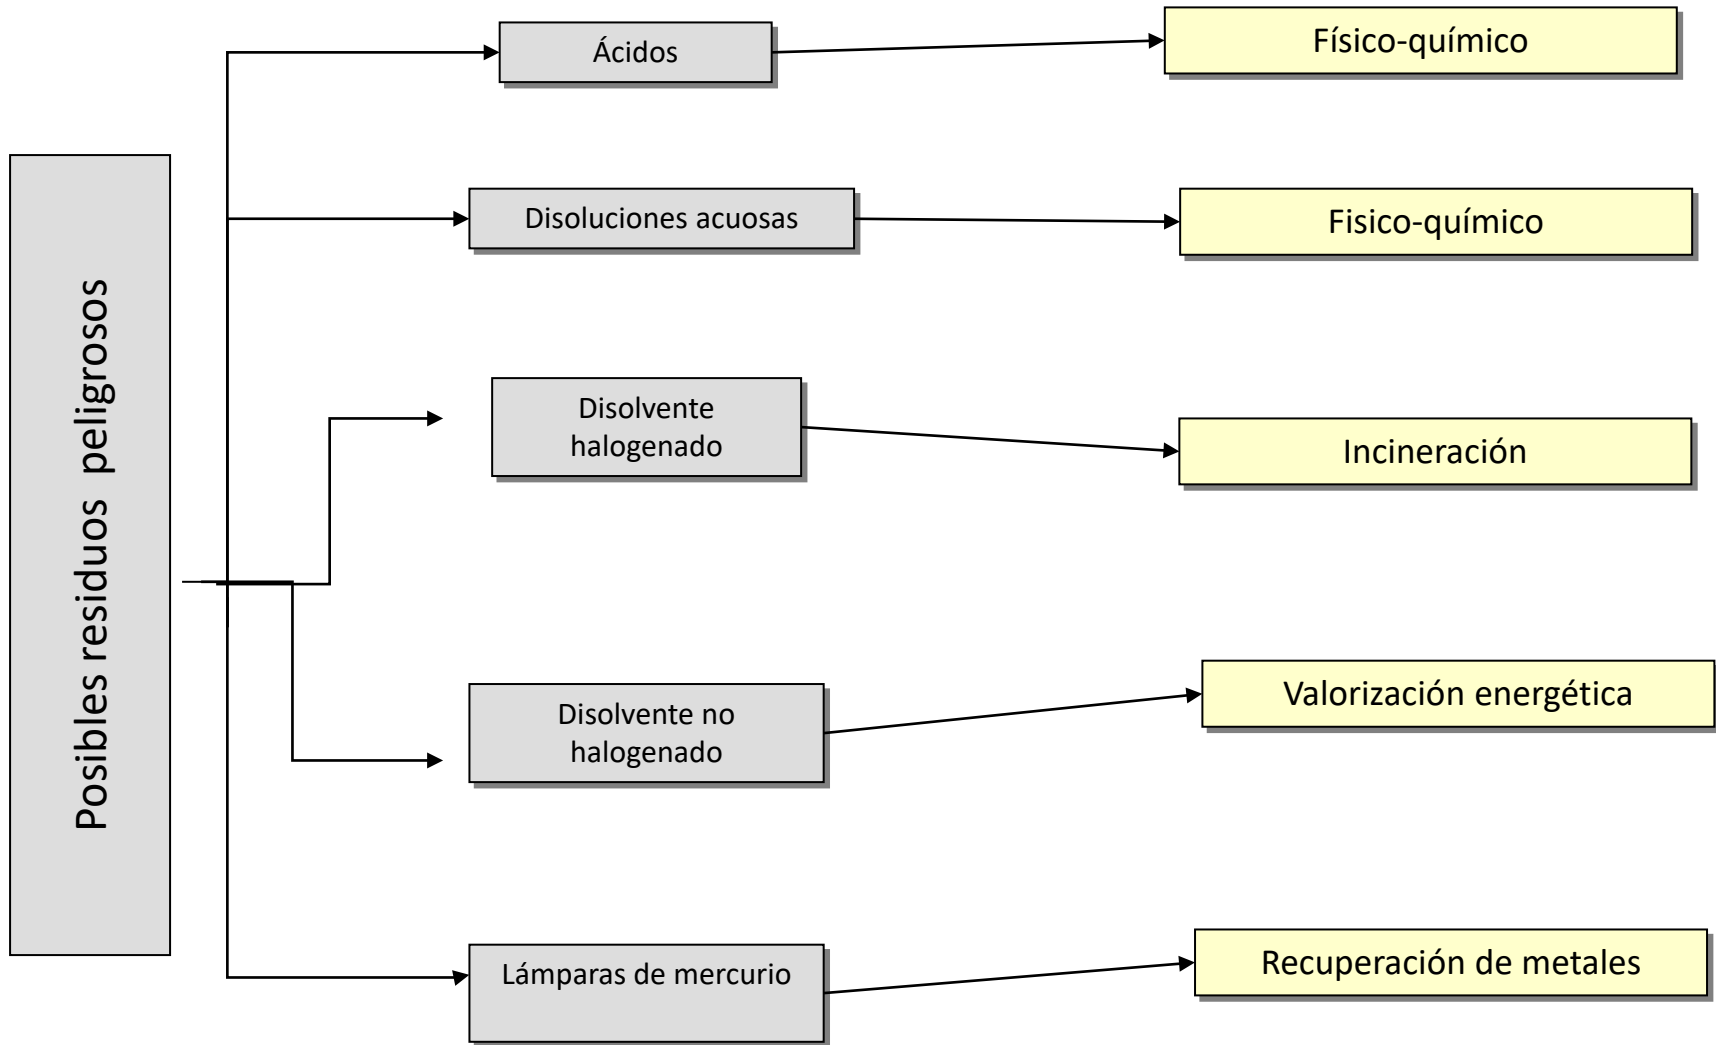 Posibles residuos peligrosos
Ácidos
Físico-químico
Disoluciones acuosas
Fisico-químico
Disolvente
halogenado
Incineración
Disolvente no
halogenado
Valorización energética
Lámparas de mercurio
Recuperación de metales